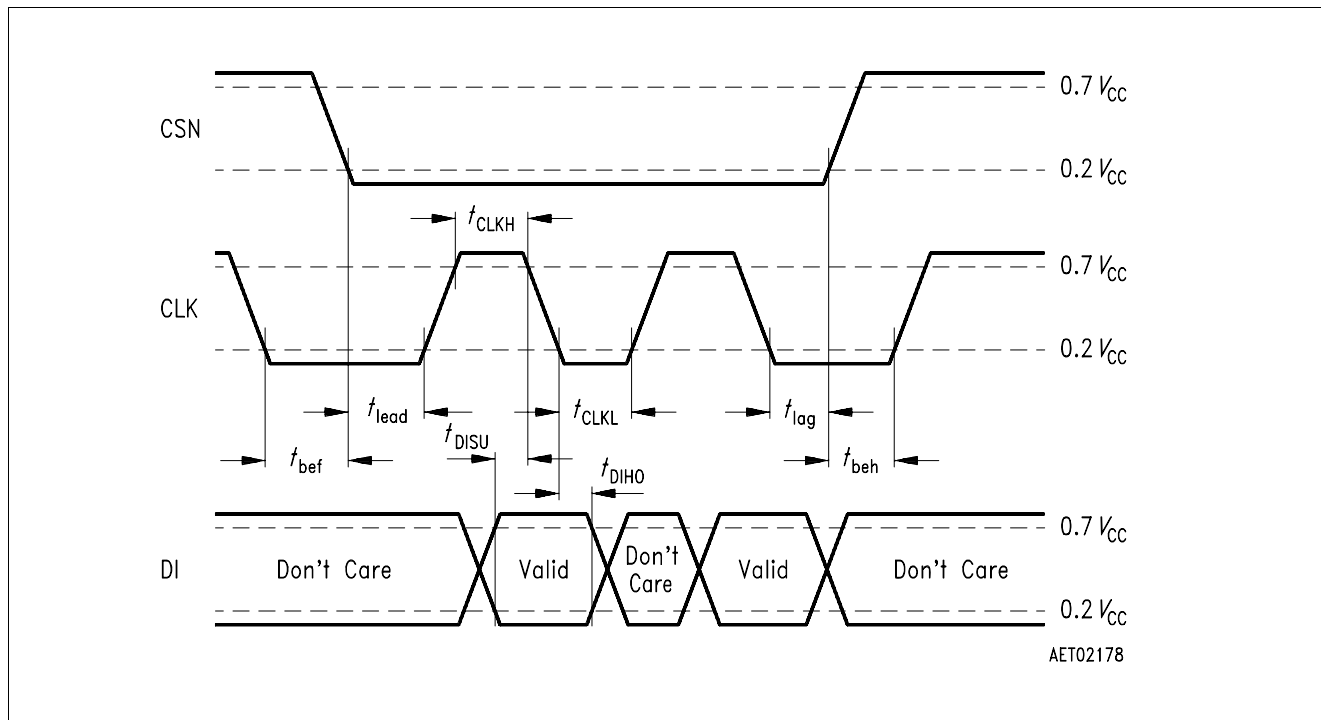 0.7 VCC
CSN
0.2 VCC
tCLKH
0.7 VCC
CLK
0.2 VCC
tlead
tCLKL
tlag
tDISU
tbef
tbeh
tDIHO
0.7 VCC
DI
Don't Care
Valid
Don't
Care
Valid
Don't Care
0.2 VCC
AET02178